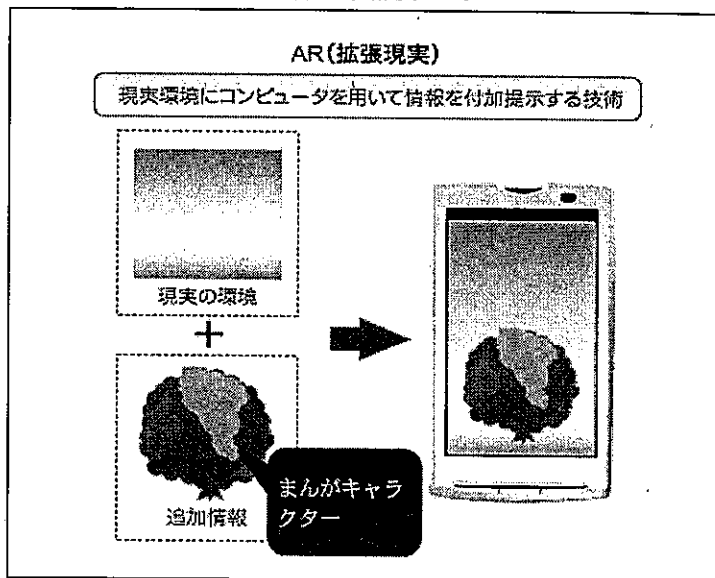 AR(拡張現実)
現実環境にコンピュータを用いて情報を付加提示する技術
現実の環境
+
追加情報
まんがキャラ
クター